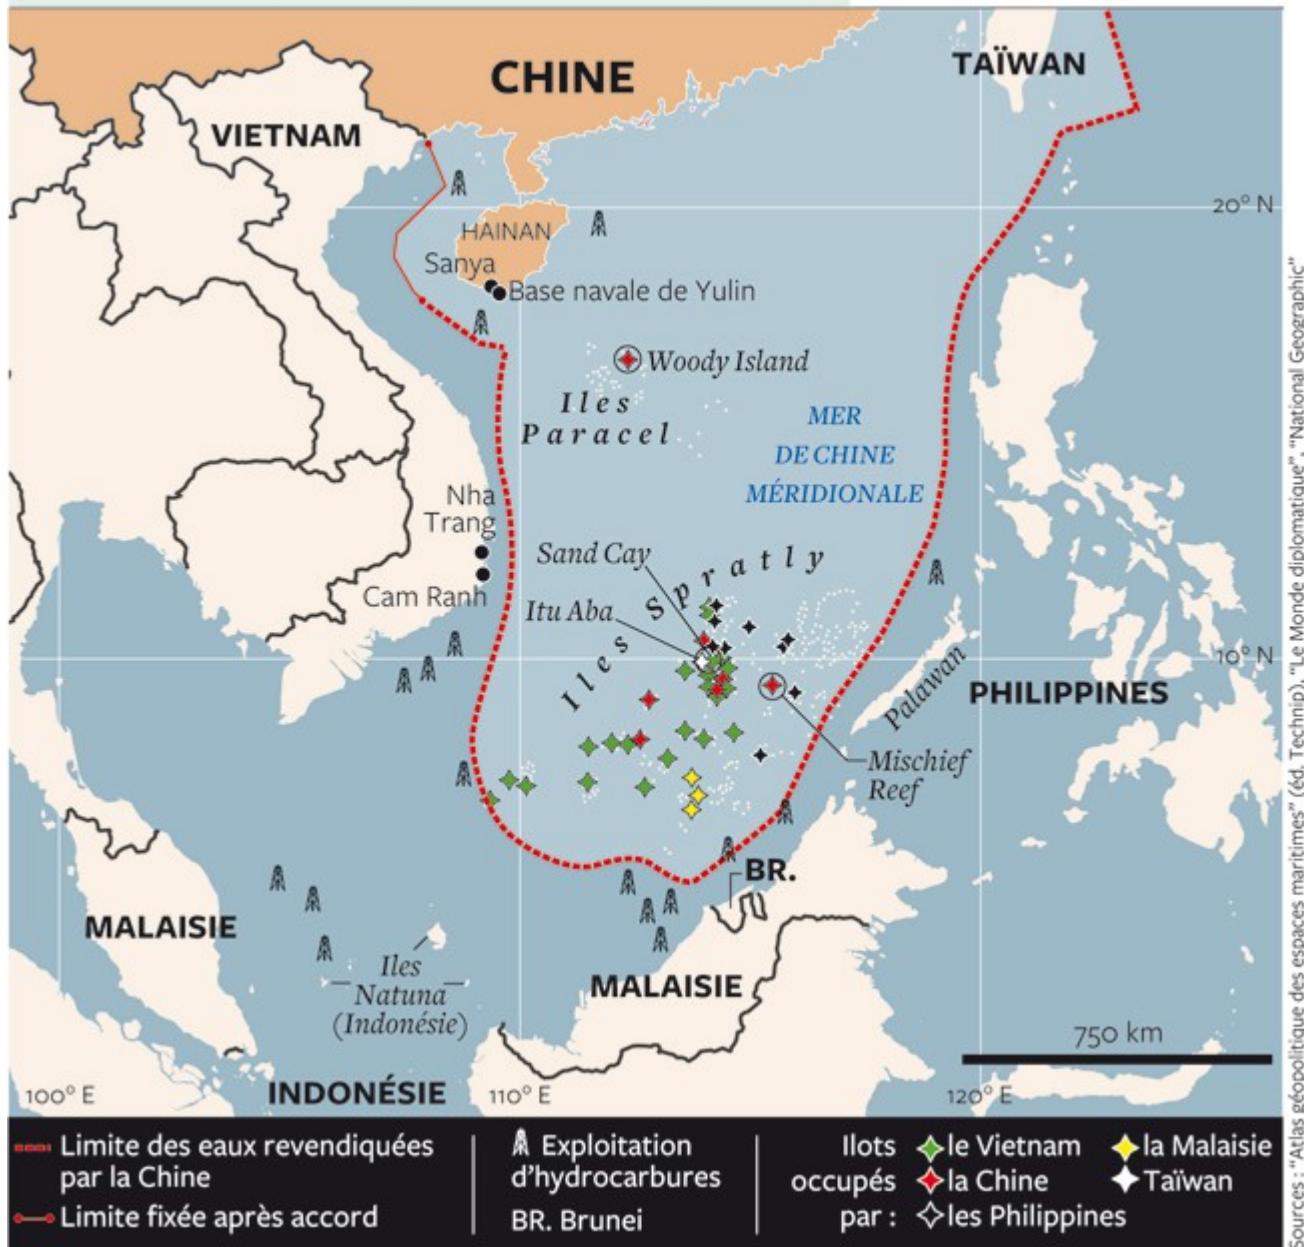 CHINE
TAÏWAN
VIETNAM
20° N
HAINAN
Sanya
Base navale de Yulin
Woody Island
Iles
Paracel
MER
DE CHINE
MÉRIDIONALE
Nha
Trang
Cam Ranh
Sand Cay
Itu Aba
Iles Spratly
10° N
Palawan
PHILIPPINES
Mischief
Reef
BR.
MALAISIE
MALAISIE
Iles
Natuna
(Indonésie)
750 km
INDONÉSIE
100° E
110° E
120° E
Limite des eaux revendiquées
par la Chine
Limite fixée après accord
Exploitation
d'hydrocarbures
BR. Brunei
Ilots
occupés
par :
le Vietnam
la Chine
les Philippines
la Malaisie
Taïwan
Sources : "Atlas géopolitique des espaces maritimes" (éd. Technip), "Le Monde diplomatique", "National Geographic"